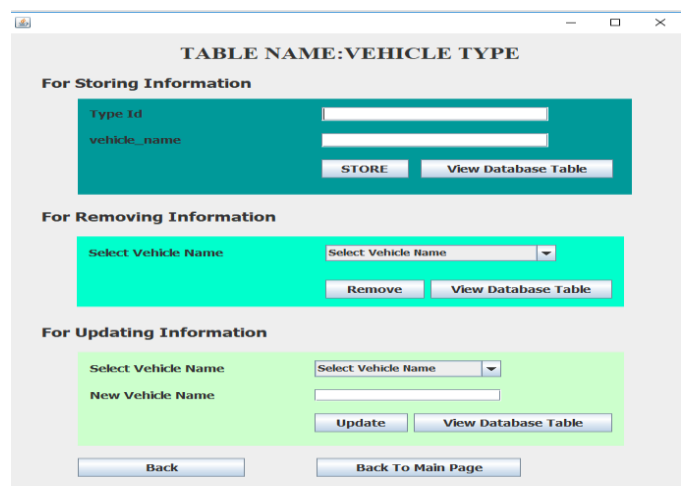 TABLE NAME:VEHICLE TYPE
For Storing Information
Type Id
vehicle_name
STORE View Database Table
For Removing Information
Select Vehicle Name Select Vehicle Name
Remove View Database Table
For Updating Information
Select Vehicle Name Select Vehicle Name
New Vehicle Name
Update View Database Table
Back Back To Main Page